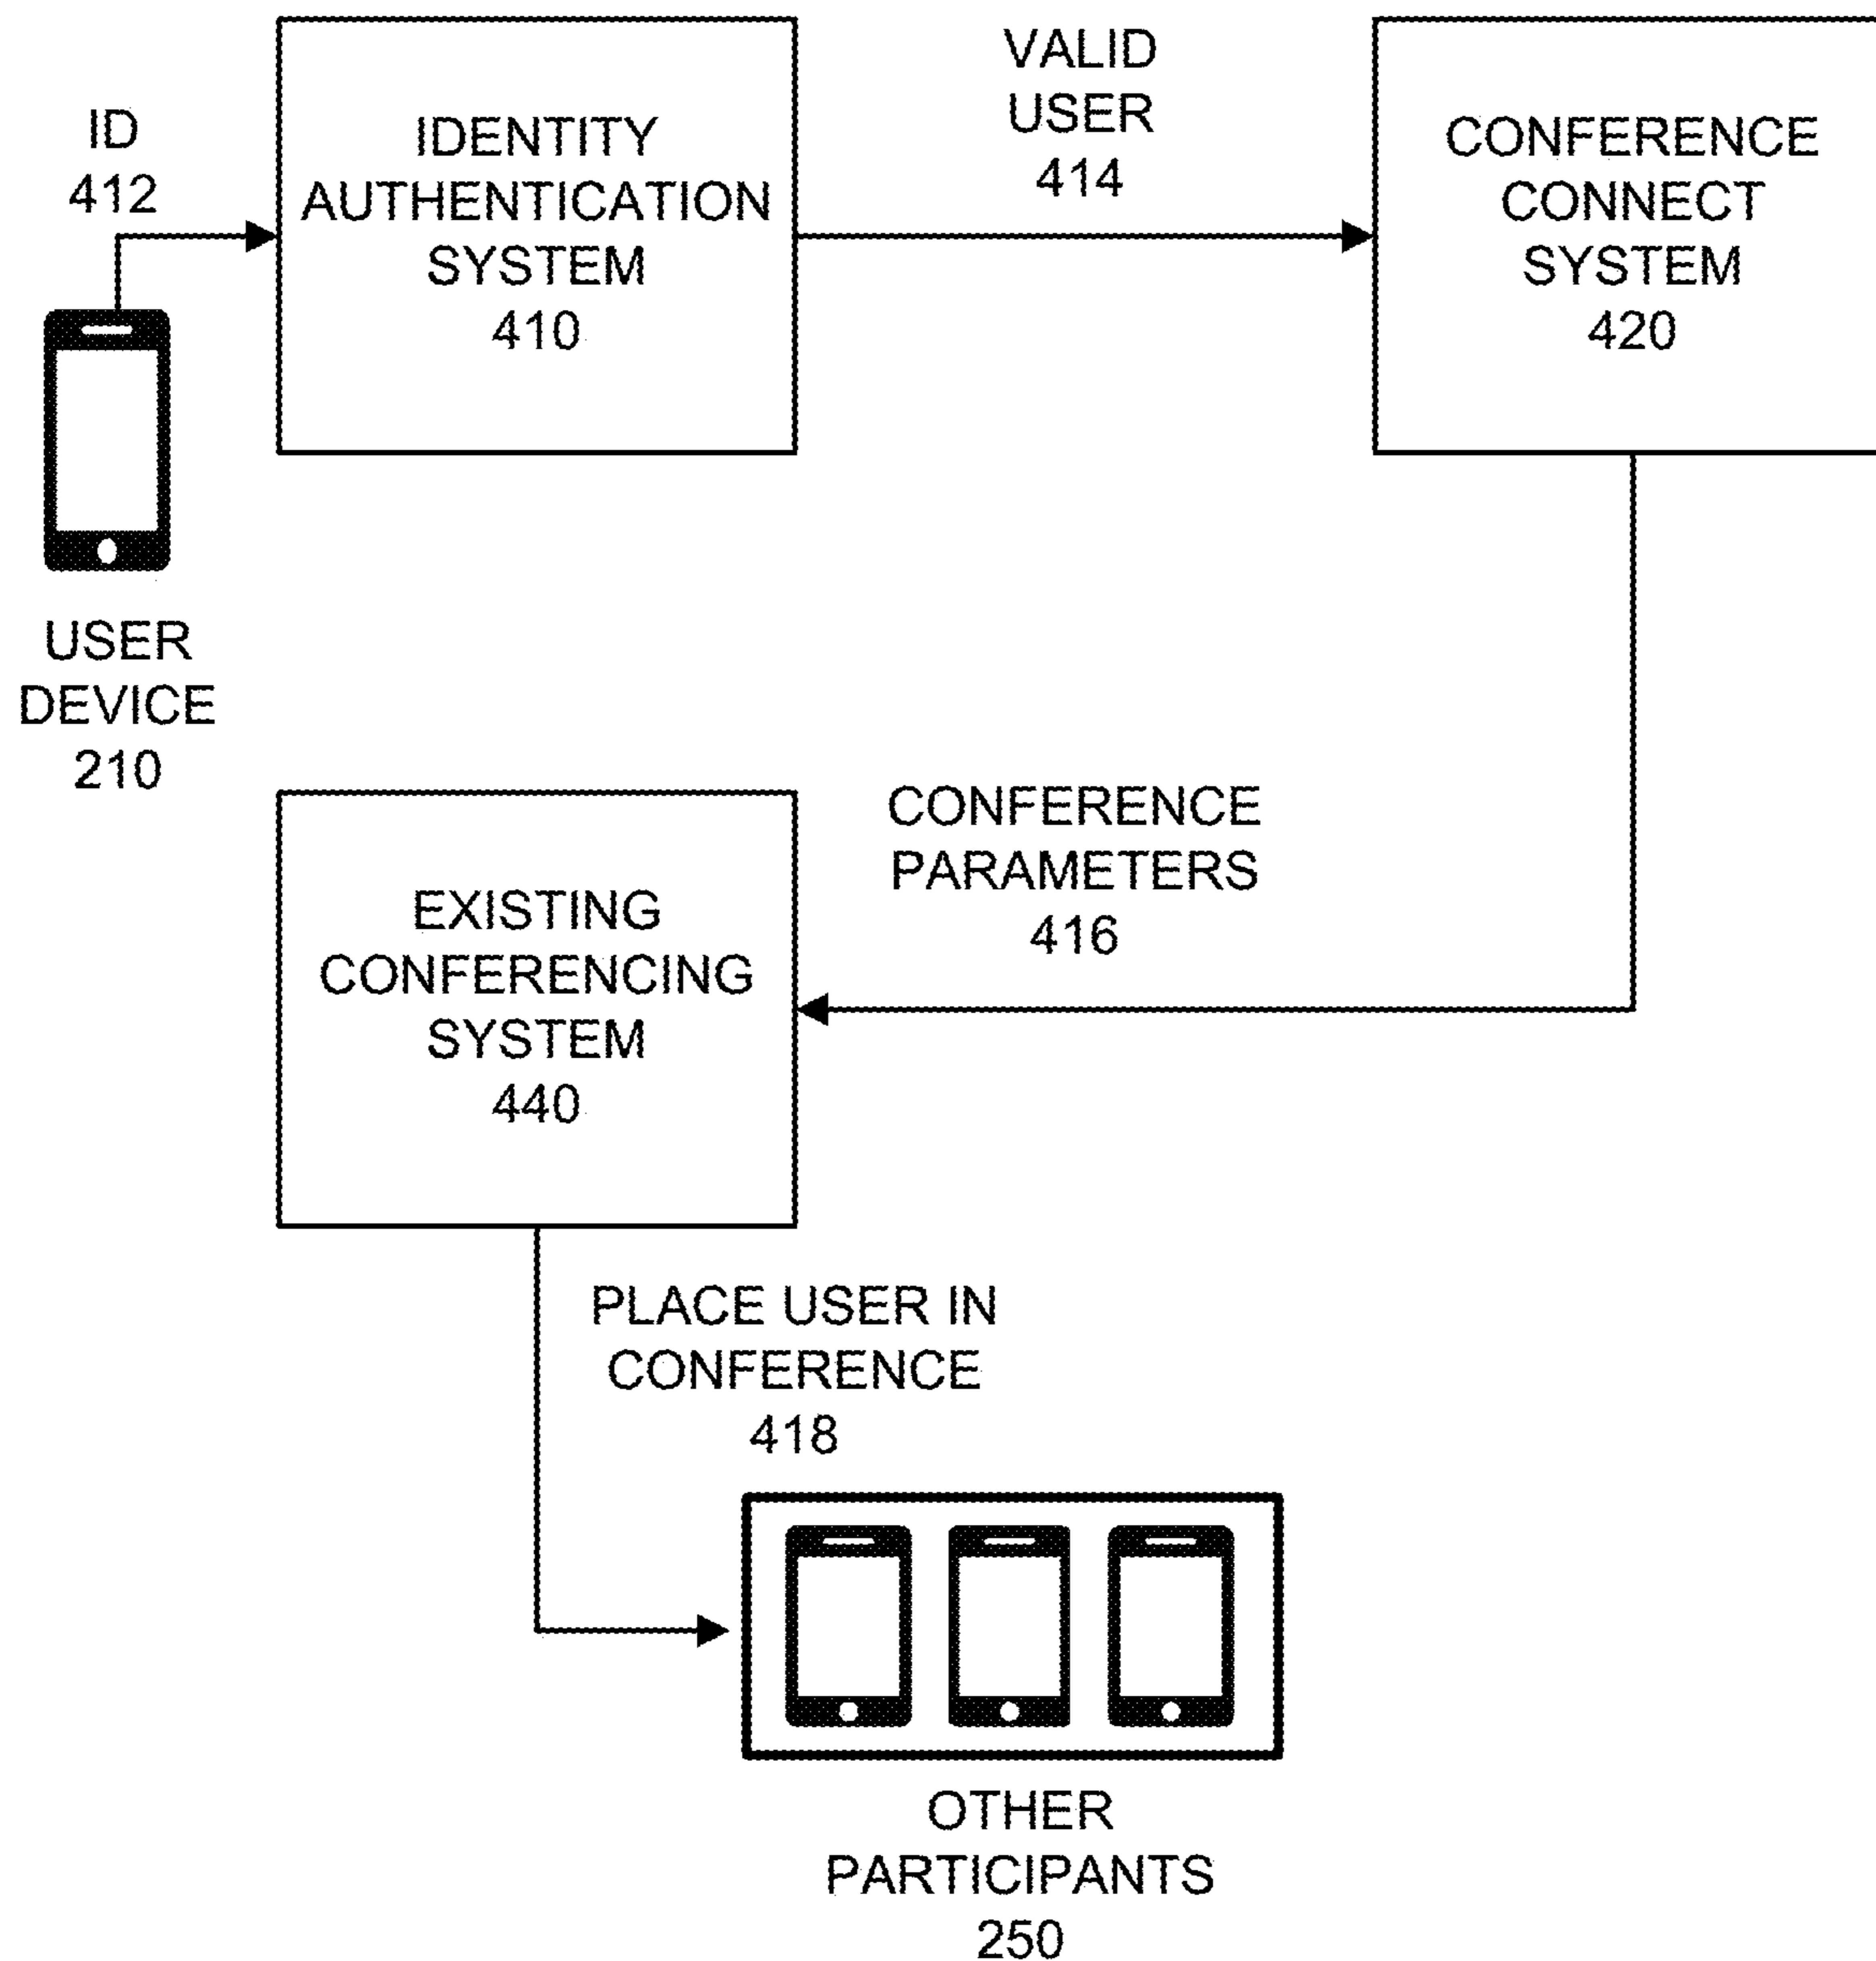 ID
412
IDENTITY
AUTHENTICATION
SYSTEM
410
VALID
USER
414
CONFERENCE
CONNECT
SYSTEM
420
USER
DEVICE
210
CONFERENCE
PARAMETERS
416
EXISTING
CONFERENCING
SYSTEM
440
PLACE USER IN
CONFERENCE
418
OTHER
PARTICIPANTS
250